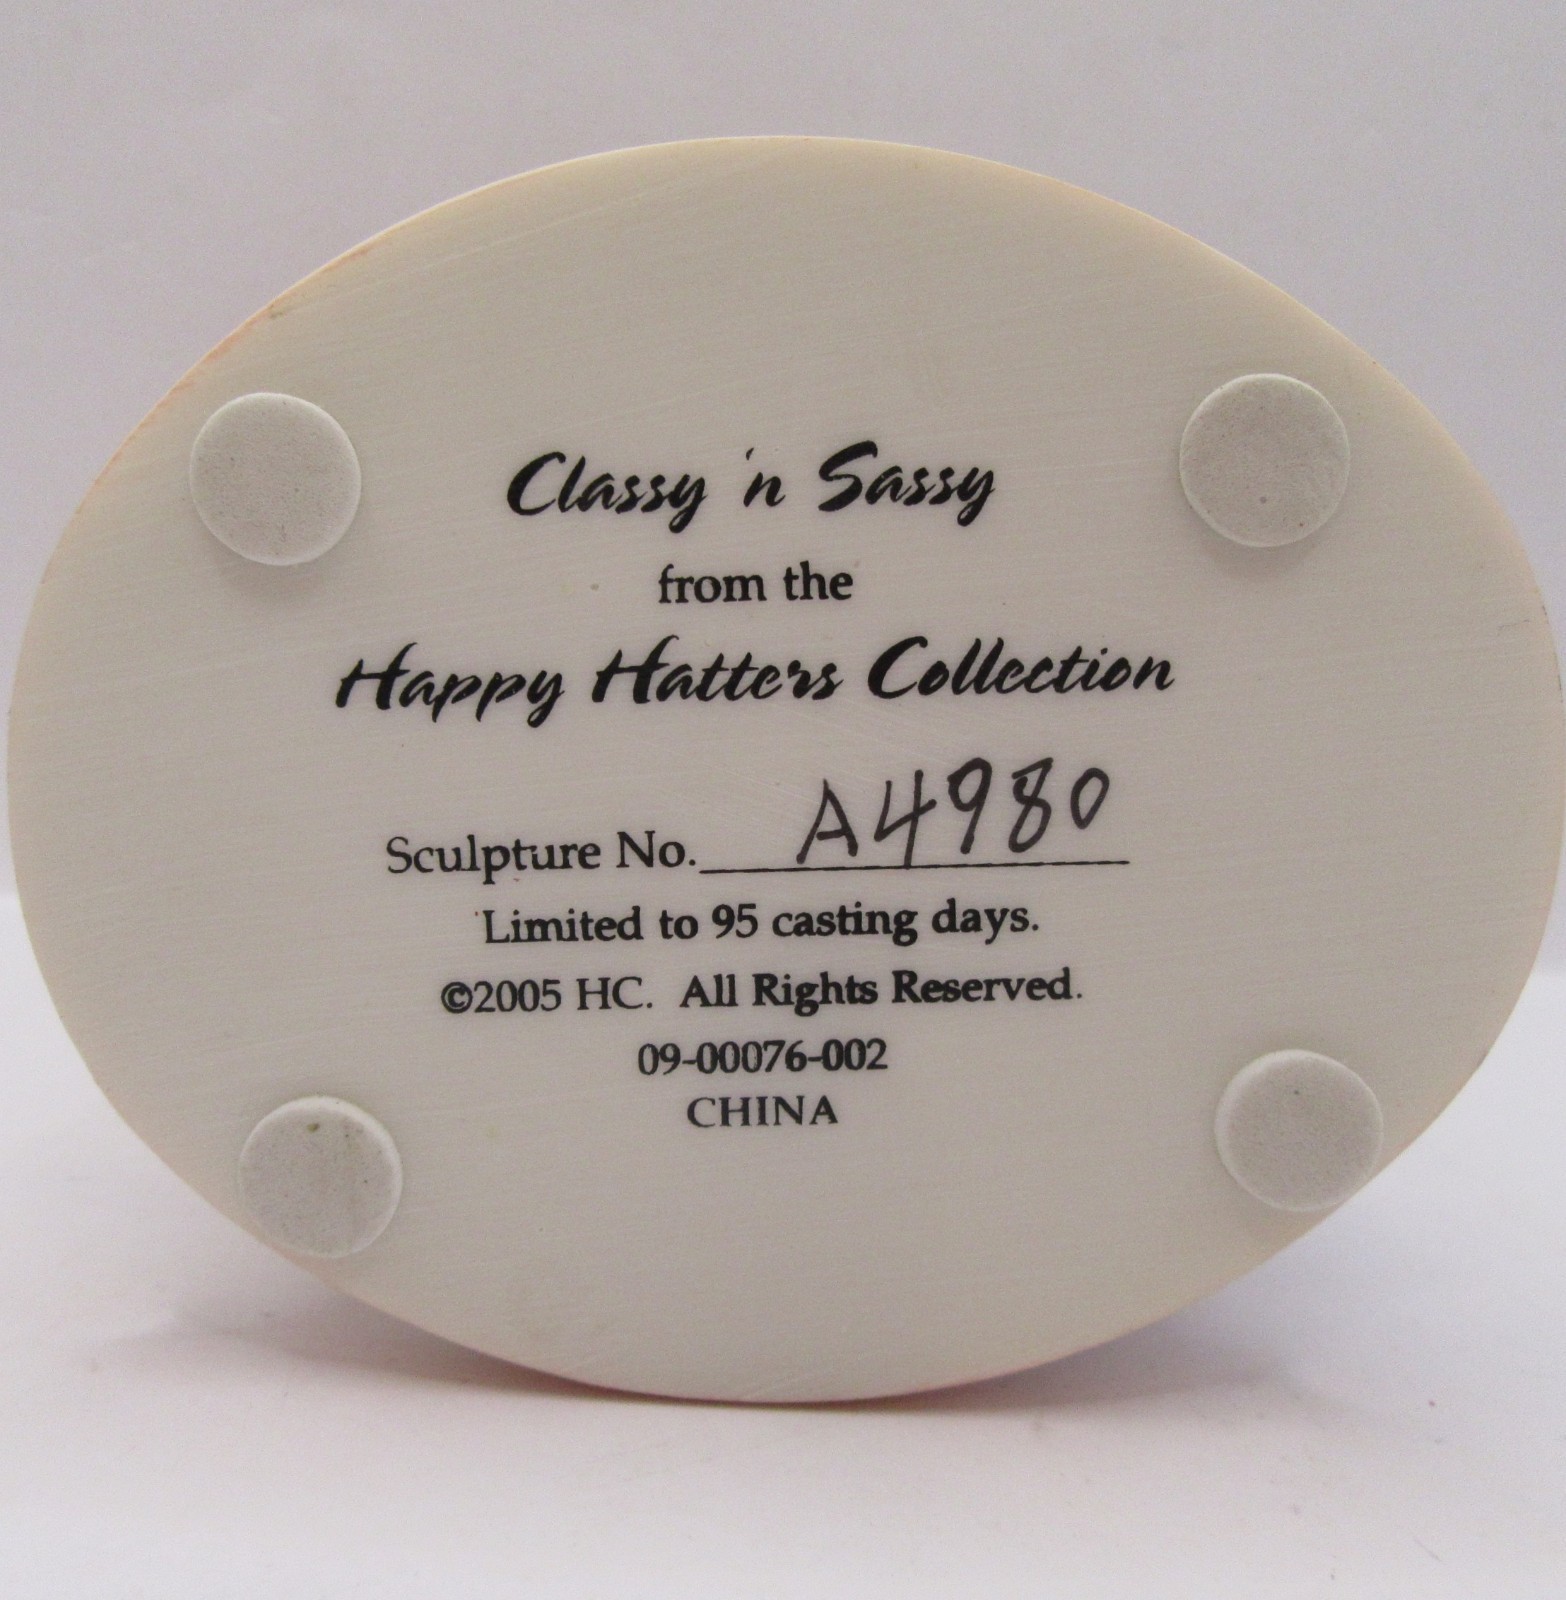 Classy 'n Sassy
from the
Happy Hatters Collection
Sculpture No. A4980
Limited to 95 casting days.
©2005 HC. All Rights Reserved.
09-00076-002
CHINA